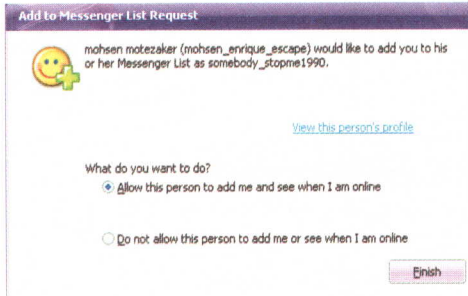 Add to Messenger List Request
mohsen motezaker (mohsen_enrique_escape) would like to add you to his
or her Messenger List as somebody_stopme1990.
View this person's profile
What do you want to do?
Allow this person to add me and see when I am online
Do not allow this person to add me or see when I am online
Finish